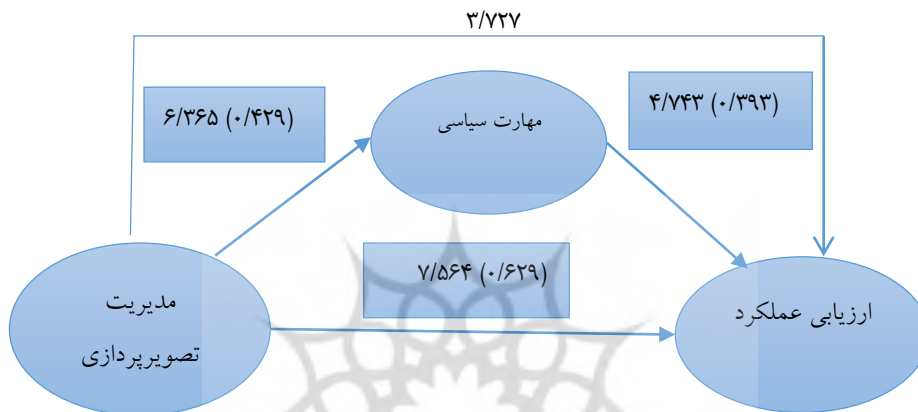 ۳/۷۲۷
۶/۳۶۵ (۰/۴۲۹)
مهارت سیاسی
۴/۷۴۳ (۰/۳۹۳)
۷/۵۶۴ (۰/۶۲۹)
مدیریت
تصویرپردازی
ارزیابی عملکرد